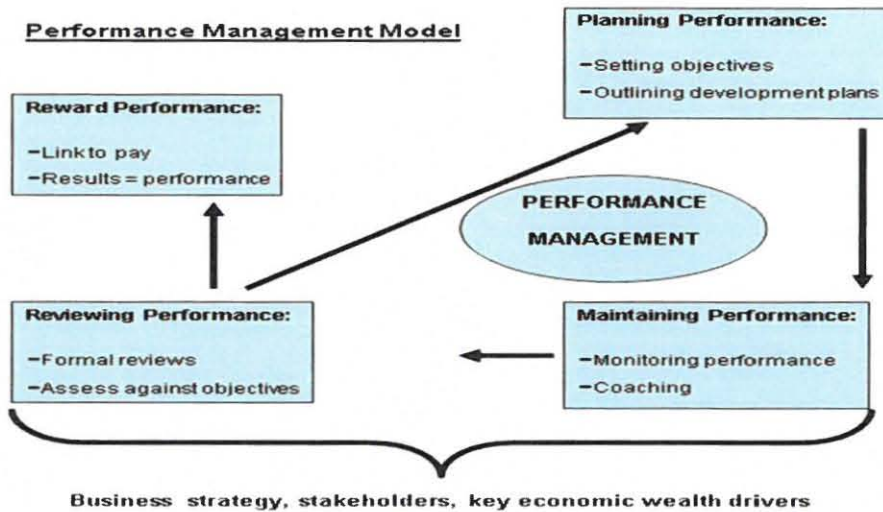 Performance Management Model
Planning Performance:
–Setting objectives
–Outlining development plans
Reward Performance:
–Link to pay
–Results = performance
PERFORMANCE
MANAGEMENT
Reviewing Performance:
–Formal reviews
–Assess against objectives
Maintaining Performance:
–Monitoring performance
–Coaching
Business strategy, stakeholders, key economic wealth drivers